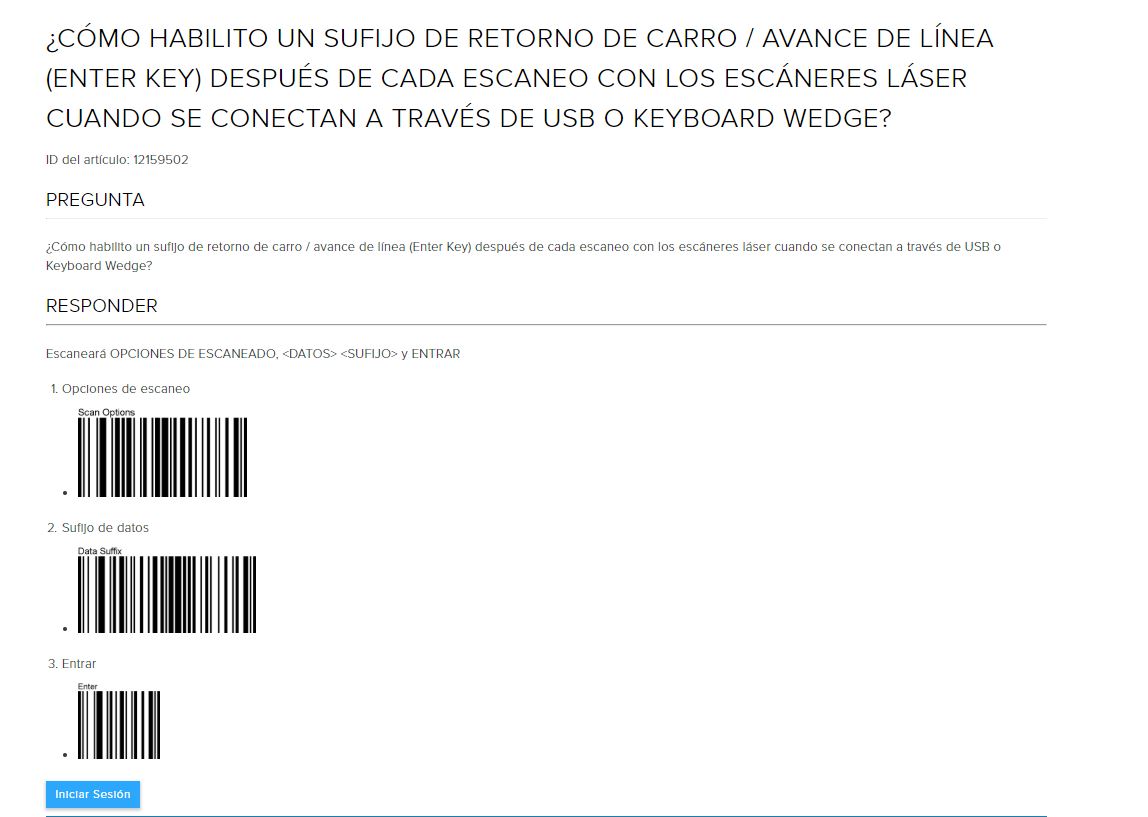 ¿CÓMO HABILITO UN SUFIJO DE RETORNO DE CARRO / AVANCE DE LÍNEA
(ENTER KEY) DESPUÉS DE CADA ESCANEO CON LOS ESCÁNERES LÁSER
CUANDO SE CONECTAN A TRAVÉS DE USB O KEYBOARD WEDGE?
ID del artículo: 12159502
PREGUNTA
¿Cómo habilito un sufijo de retorno de carro / avance de línea (Enter Key) después de cada escaneo con los escáneres láser cuando se conectan a través de USB o
Keyboard Wedge?
RESPONDER
Escaneará OPCIONES DE ESCANEADO, <DATOS> <SUFIJO> y ENTRAR
1. Opciones de escaneo
Scan Options
2. Sufijo de datos
Data Suffix
3. Entrar
Enter
Iniciar Sesión